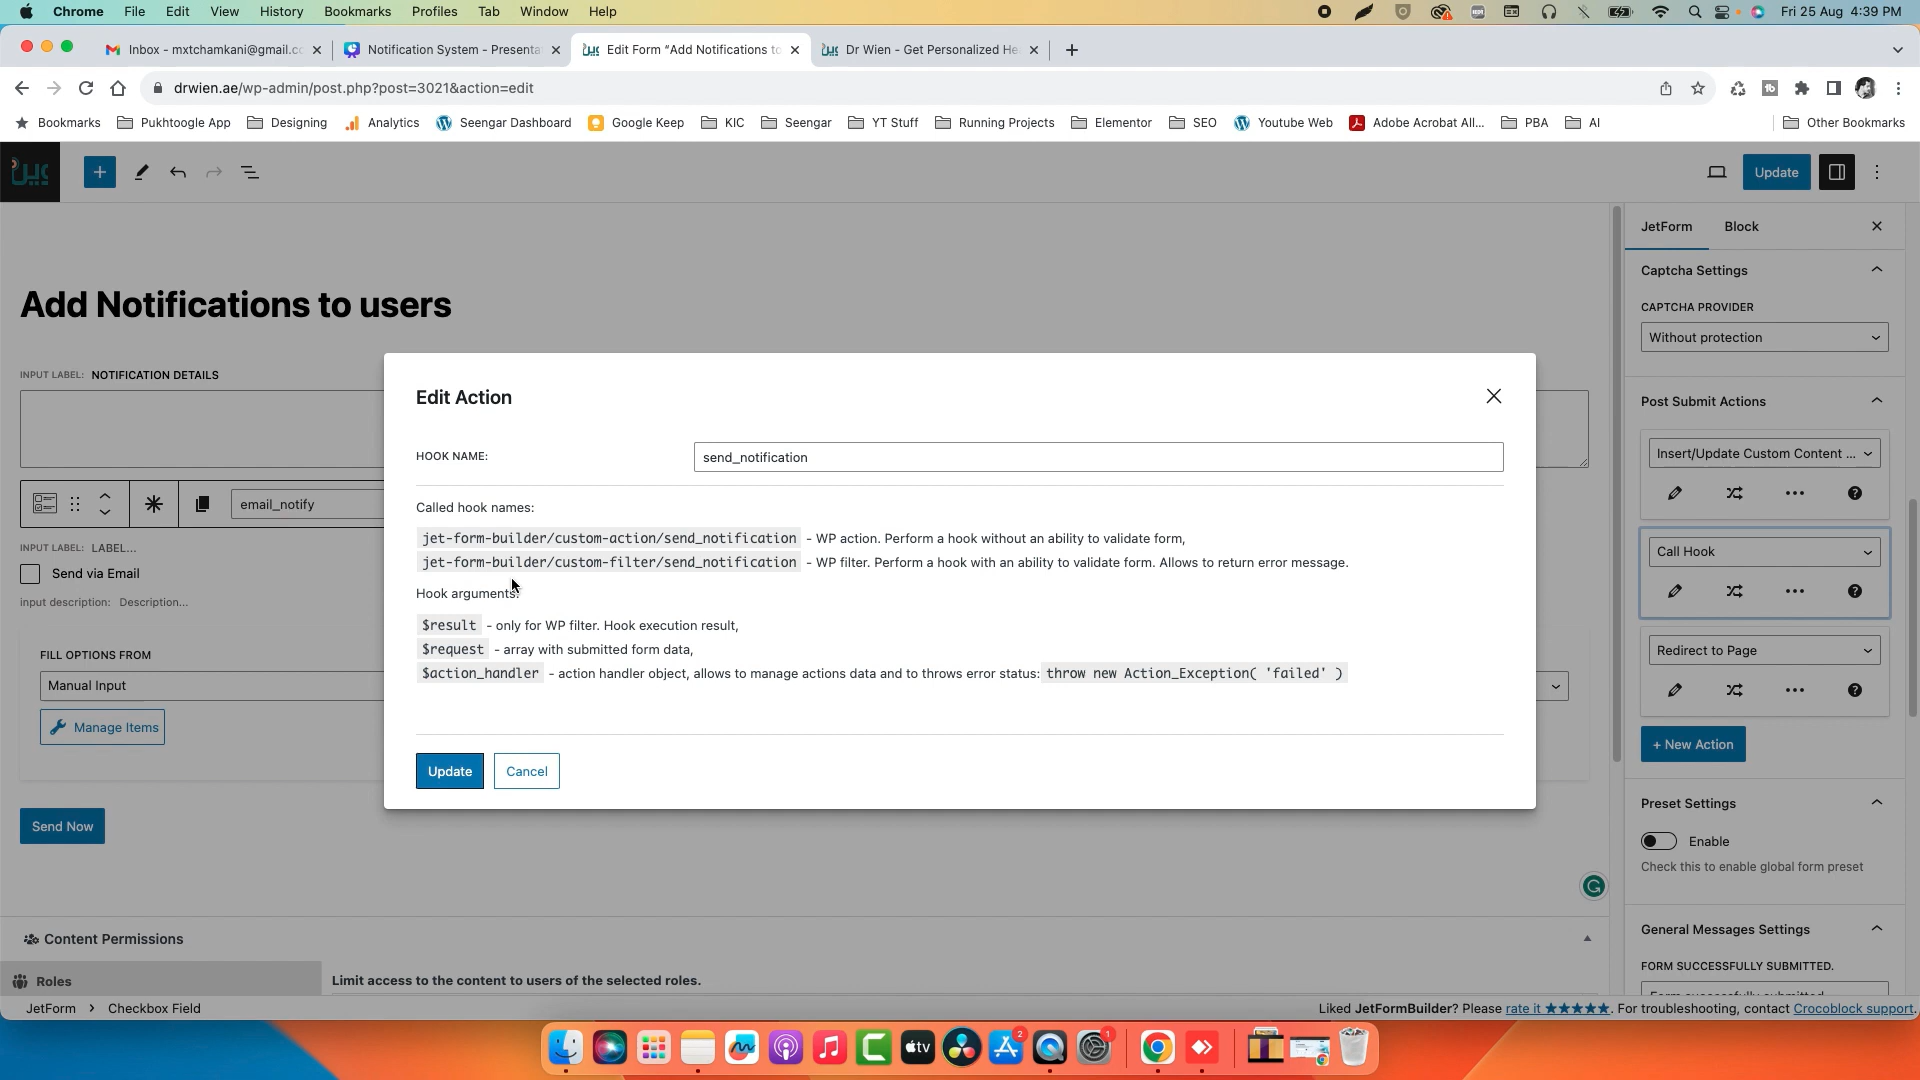 Chrome File Edit View History Bookmarks Profiles Tab Window Help Fri 25 Aug 4:39 PM
Inbox - mxtchamkani@gmail.cc Notification System - Presenta Edit Form “Add Notifications to Dr Wien - Get Personalized He
drwien.ae/wp-admin/post.php?post=3021&action=edit
Bookmarks Pukhtoogle App Designing Analytics Seengar Dashboard Google Keep KIC Seengar YT Stuff Running Projects Elementor SEO Youtube Web Adobe Acrobat All... PBA AI Other Bookmarks
Update
JetForm Block
Captcha Settings
CAPTCHA PROVIDER
Without protection
Add Notifications to users
INPUT LABEL: NOTIFICATION DETAILS
email_notify
INPUT LABEL: LABEL...
Send via Email
input description: Description...
FILL OPTIONS FROM
Manual Input
Manage Items
Send Now
Edit Action
HOOK NAME: send_notification
Called hook names:
jet-form-builder/custom-action/send_notification - WP action. Perform a hook without an ability to validate form,
jet-form-builder/custom-filter/send_notification - WP filter. Perform a hook with an ability to validate form. Allows to return error message.
Hook arguments:
$result - only for WP filter. Hook execution result,
$request - array with submitted form data,
$action_handler - action handler object, allows to manage actions data and to throws error status: throw new Action_Exception( 'failed' )
Update Cancel
Post Submit Actions
Insert/Update Custom Content ...
Call Hook
Redirect to Page
+ New Action
Preset Settings
Enable
Check this to enable global form preset
General Messages Settings
FORM SUCCESSFULLY SUBMITTED.
Form successfully submitted
Content Permissions
Roles
Limit access to the content to users of the selected roles.
JetForm > Checkbox Field
Liked JetFormBuilder? Please rate it ★★★★★. For troubleshooting, contact Crocoblock support.
tv
2
1